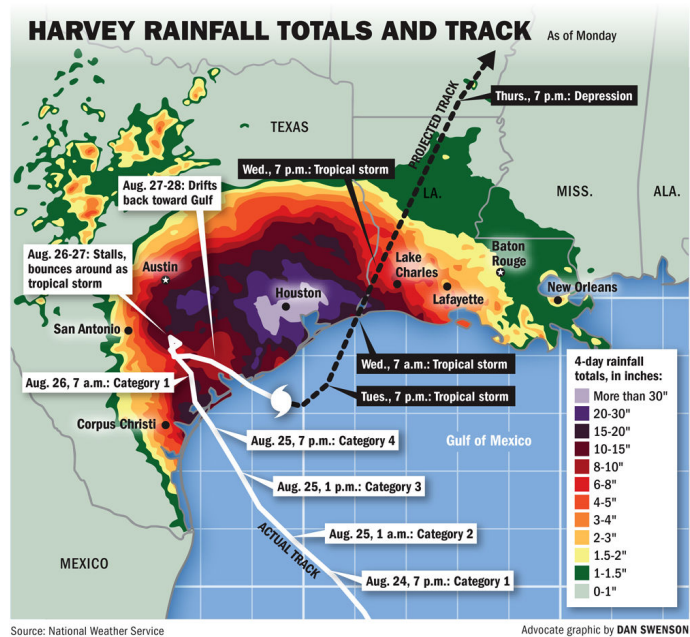 HARVEY RAINFALL TOTALS AND TRACK As of Monday
Thurs., 7 p.m.: Depression
PROJECTED TRACK
TEXAS
Wed., 7 p.m.: Tropical storm
Aug. 27-28: Drifts
back toward Gulf
LA.
MISS.
ALA.
Aug. 26-27: Stalls,
bounces around as
tropical storm
Austin
Lake
Charles
Baton
Rouge
Houston
Lafayette
New Orleans
San Antonio
Wed., 7 a.m.: Tropical storm
Aug. 26, 7 a.m.: Category 1
Tues., 7 p.m.: Tropical storm
Corpus Christi
Aug. 25, 7 p.m.: Category 4
Gulf of Mexico
Aug. 25, 1 p.m.: Category 3
ACTUAL TRACK
Aug. 25, 1 a.m.: Category 2
MEXICO
Aug. 24, 7 p.m.: Category 1
4-day rainfall
totals, in inches:
More than 30"
20-30"
15-20"
10-15"
8-10"
6-8"
4-5"
3-4"
2-3"
1.5-2"
1-1.5"
0-1"
Source: National Weather Service
Advocate graphic by DAN SWENSON